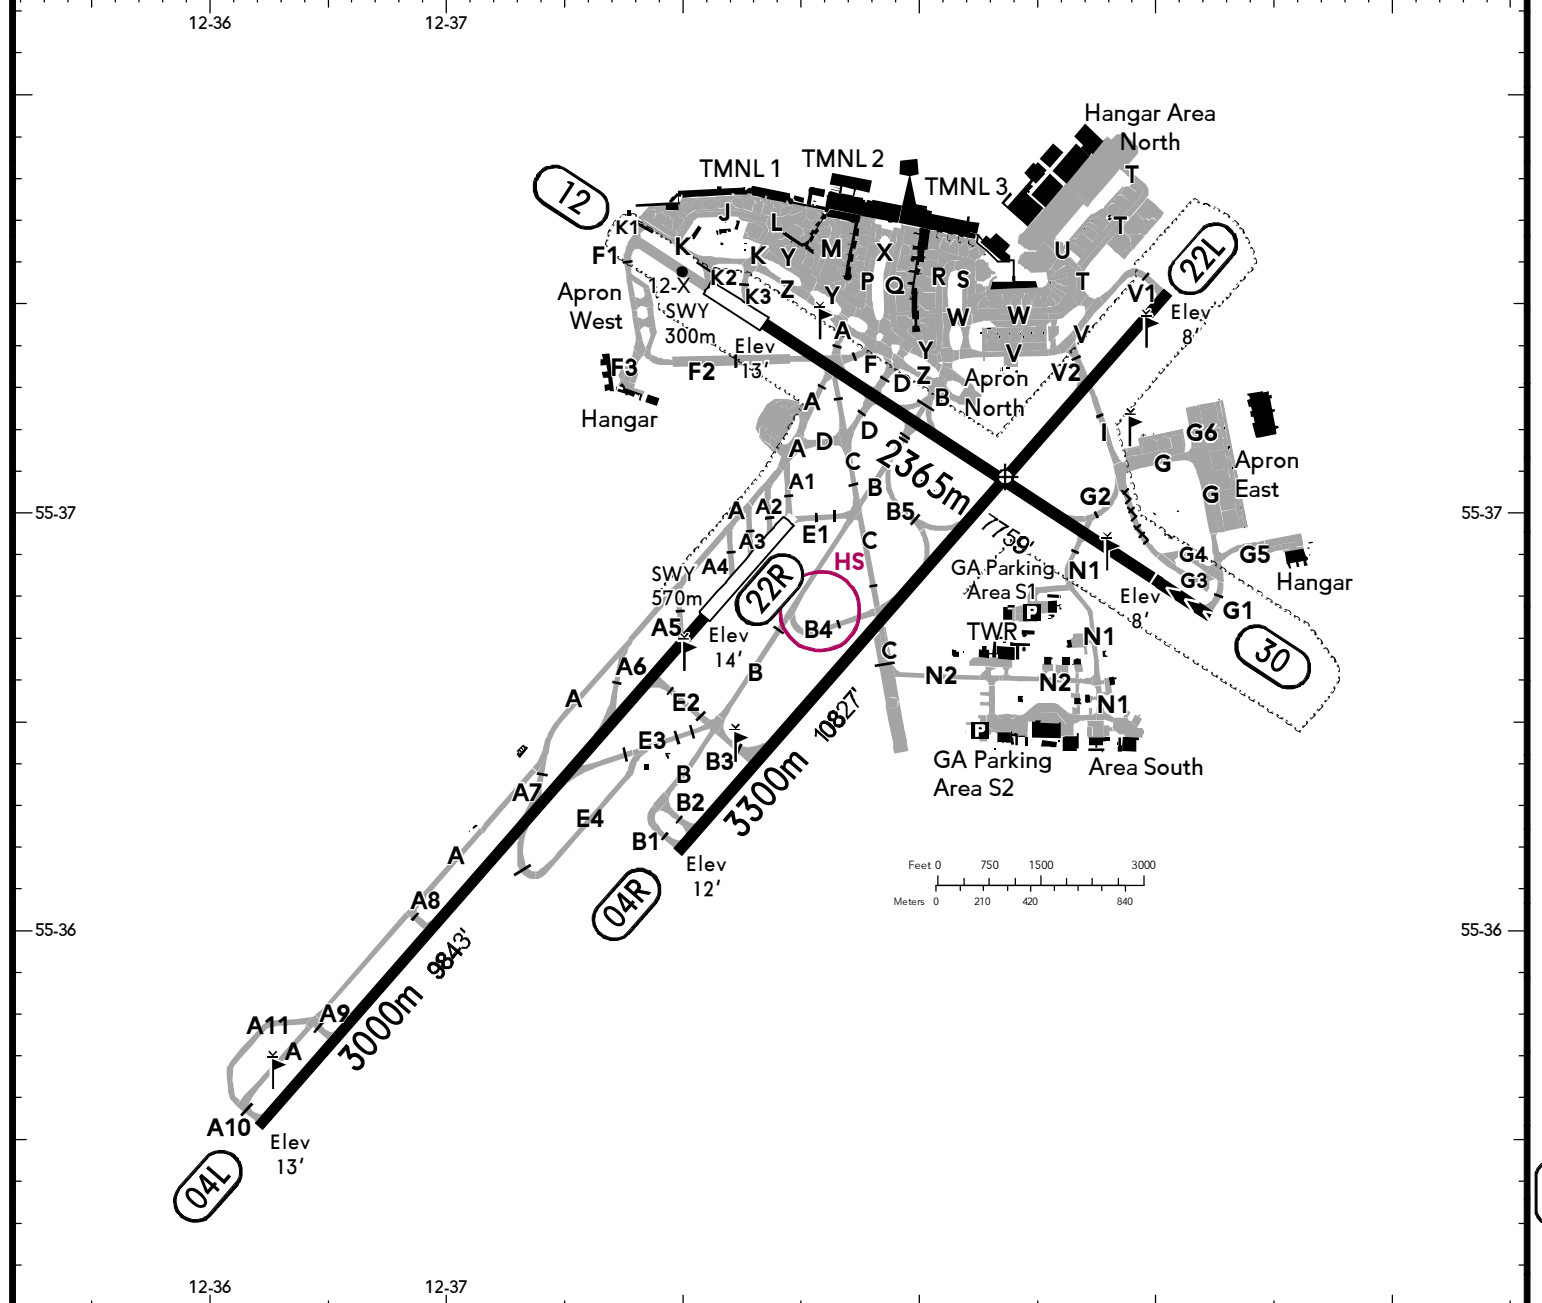 12-36
12-37
Hangar Area
North
TMNL 1
TMNL 2
TMNL 3
12
T
K1
J
L
T
22L
F1
K
K
Y
M
X
U
12-X
K2
K3
Z
Y
P
Q
R
S
T
V1
Apron
West
SWY
300m
W
W
Elev
8'
A
V
Elev
13'
F3
F2
F
Y
V
Z
D
V2
Apron
North
B
Hangar
A
D
D
I
G6
A
C
2365m
G
Apron
East
A1
B
G2
G
55-37
A
A2
B5
55-37
E1
7759'
A3
C
A4
HS
GA Parking
Area S1
G4
G5
SWY
570m
22R
N1
G3
Hangar
Elev
8'
P
G1
A5
Elev
14'
B4
TWR
N1
30
A6
B
C
N2
N2
A
E2
N1
10827'
E3
P
B3
GA Parking
Area S2
Area South
B
A7
B2
3300m
E4
B1
A
Elev
12'
Feet 0 750 1500 3000
Meters 0 210 420 840
04R
A8
55-36
55-36
9843'
3000m
A9
A11
A
A10
Elev
13'
04L
12-36
12-37